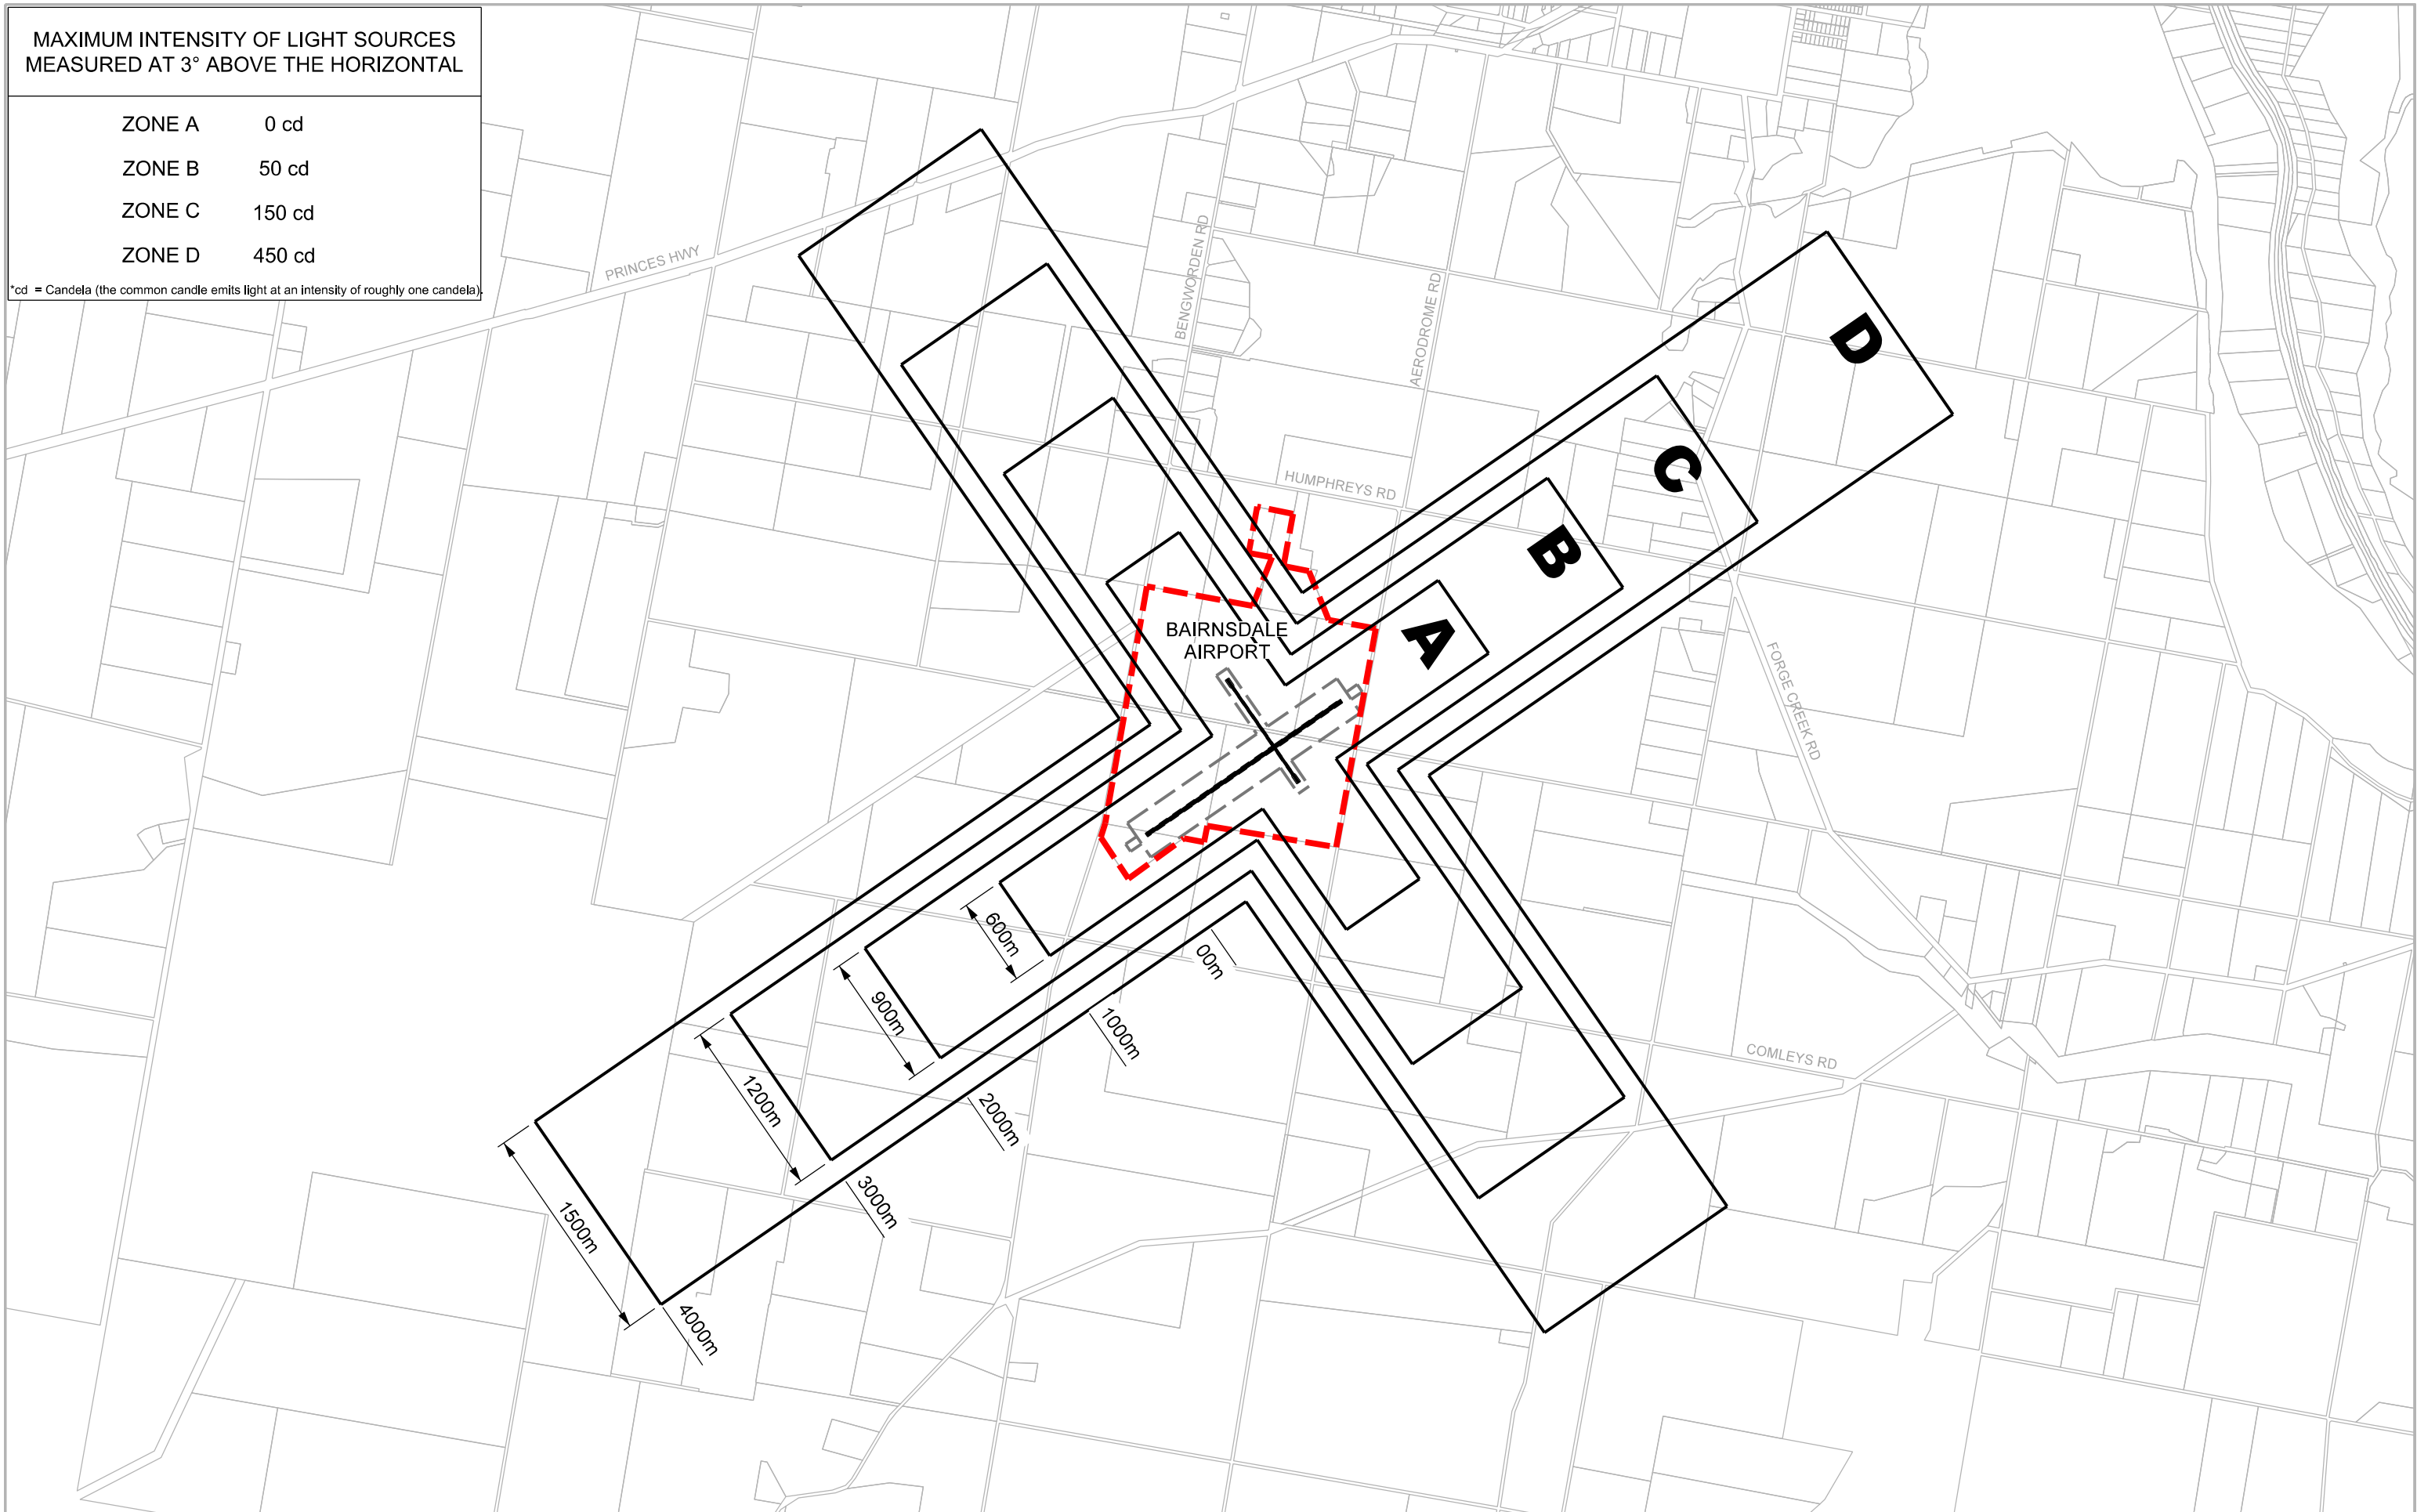 MAXIMUM INTENSITY OF LIGHT SOURCES
MEASURED AT 3° ABOVE THE HORIZONTAL
ZONE A 0 cd
ZONE B 50 cd
ZONE C 150 cd
ZONE D 450 cd
*cd = Candela (the common candle emits light at an intensity of roughly one candela).
PRINCES HWY
BENGWORDEN RD
AERODROME RD
D
C
HUMPHREYS RD
B
A
BAIRNSDALE
AIRPORT
FORGE CREEK RD
600m
00m
900m
1000m
COMLEYS RD
1200m
2000m
3000m
1500m
4000m